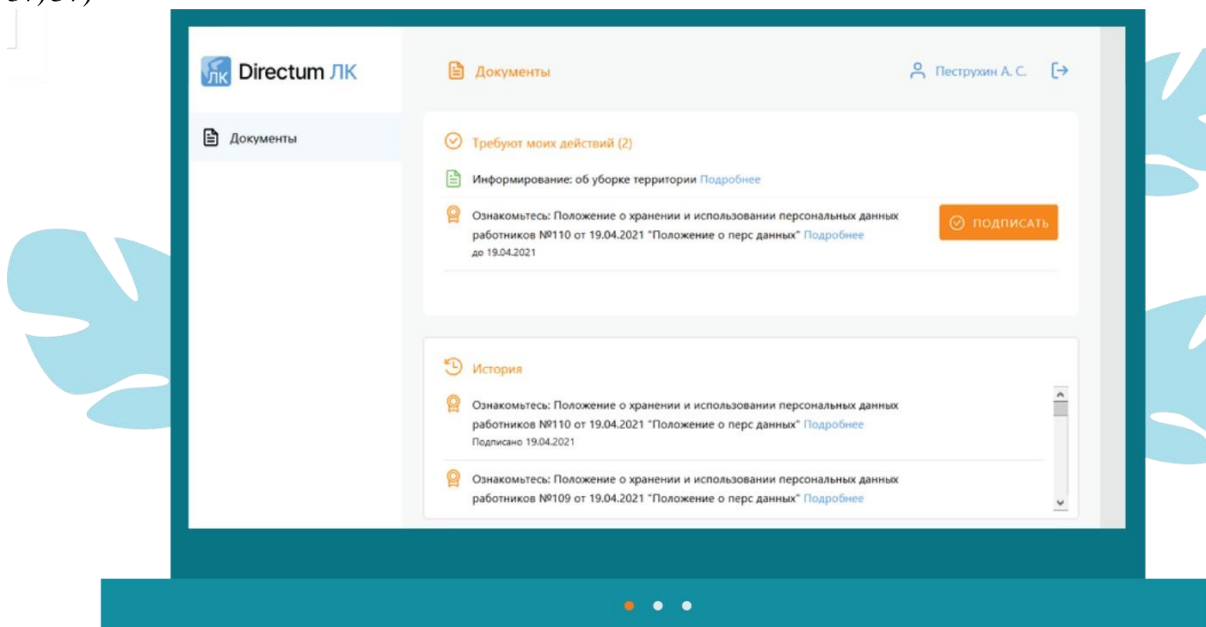 ЛК Directum ЛК
Документы
Пеструхин А. С.
Документы
Требуют моих действий (2)
Информирование: об уборке территории Подробнее
Ознакомьтесь: Положение о хранении и использовании персональных данных
работников №110 от 19.04.2021 "Положение о перс данных" Подробнее
до 19.04.2021
ПОДПИСАТЬ
История
Ознакомьтесь: Положение о хранении и использовании персональных данных
работников №110 от 19.04.2021 "Положение о перс данных" Подробнее
Подписано 19.04.2021
Ознакомьтесь: Положение о хранении и использовании персональных данных
работников №109 от 19.04.2021 "Положение о перс данных" Подробнее